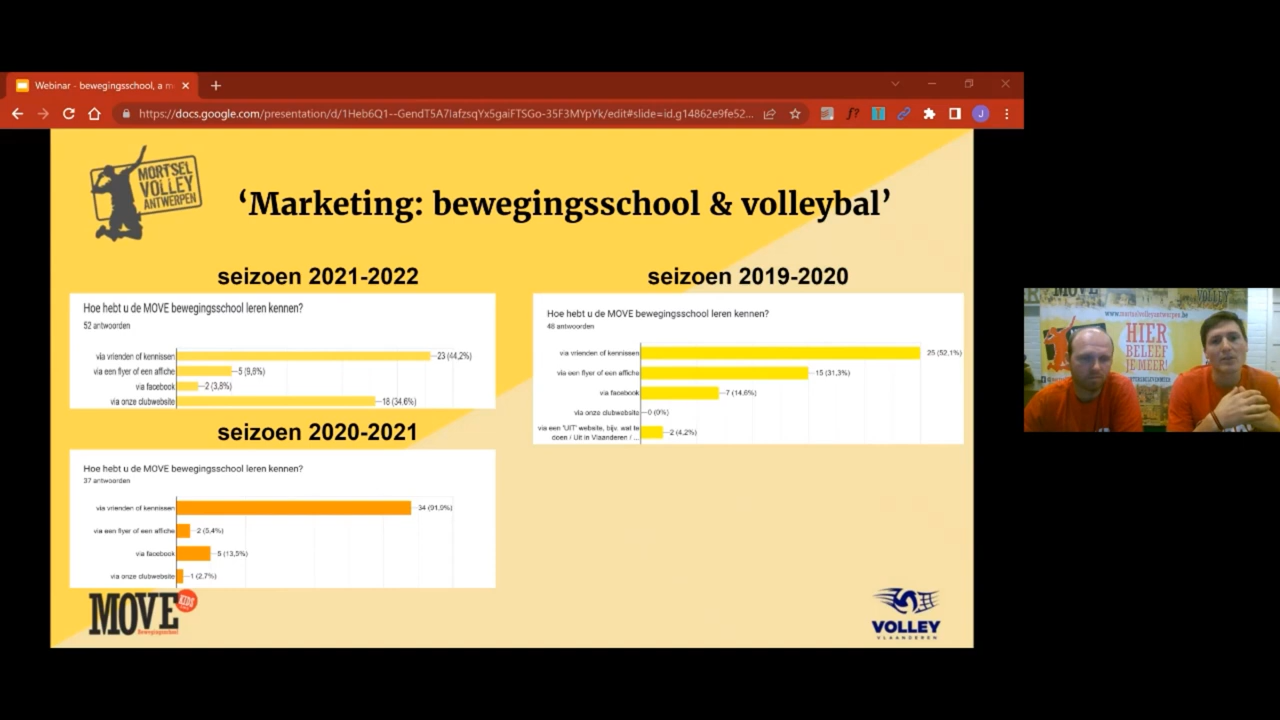 Webinar - bewegingsschool, a m
https://docs.google.com/presentation/d/1Heb6Q1--GendT5A7IafzsqYx5gaiFTSGo-35F3MYpYk/edit#slide=id.g14862e9fe52...
J
MORTSEL
VOLLEY
ANTWERPEN
‘Marketing: bewegingsschool & volleybal’
seizoen 2021-2022
Hoe hebt u de MOVE bewegingsschool leren kennen?
52 antwoorden
via vrienden of kennissen 23 (44,2%)
via een flyer of een affiche 5 (9,6%)
via facebook 2 (3,8%)
via onze clubwebsite 18 (34,6%)
seizoen 2019-2020
Hoe hebt u de MOVE bewegingsschool leren kennen?
48 antwoorden
via vrienden of kennissen 25 (52,1%)
via een flyer of een affiche 15 (31,3%)
via facebook 7 (14,6%)
via onze clubwebsite 0 (0%)
via een 'UIT' website, bijv. wat te
doen / Uit in Vlaanderen / ... 2 (4,2%)
seizoen 2020-2021
Hoe hebt u de MOVE bewegingsschool leren kennen?
37 antwoorden
via vrienden of kennissen 34 (91,9%)
via een flyer of een affiche 2 (5,4%)
via facebook 5 (13,5%)
via onze clubwebsite 1 (2,7%)
MOVE
KIDS
Bewegingsschool
VOLLEY
VLAANDEREN
www.mortselvolleyantwerpen.be
HIER
BELEEF
JE MEER!